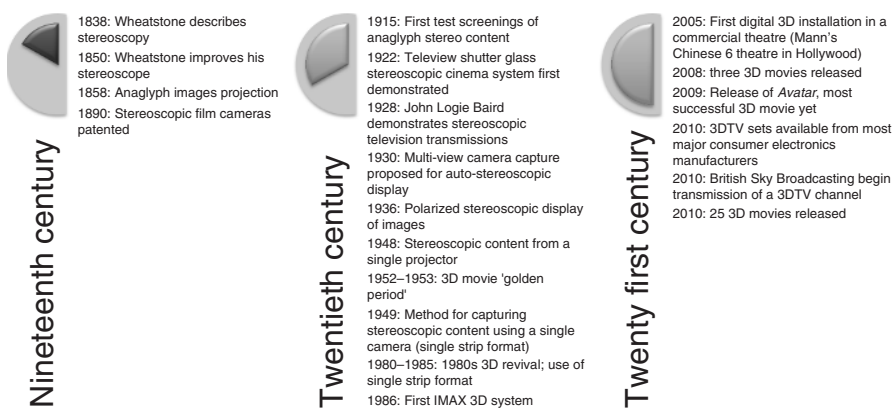 Nineteenth century
1838: Wheatstone describes
stereoscopy
1850: Wheatstone improves his
stereoscope
1858: Anaglyph images projection
1890: Stereoscopic film cameras
patented
Twentieth century
1915: First test screenings of
anaglyph stereo content
1922: Teleview shutter glass
stereoscopic cinema system first
demonstrated
1928: John Logie Baird
demonstrates stereoscopic
television transmissions
1930: Multi-view camera capture
proposed for auto-stereoscopic
display
1936: Polarized stereoscopic display
of images
1948: Stereoscopic content from a
single projector
1952–1953: 3D movie 'golden
period'
1949: Method for capturing
stereoscopic content using a single
camera (single strip format)
1980–1985: 1980s 3D revival; use of
single strip format
1986: First IMAX 3D system
Twenty first century
2005: First digital 3D installation in a
commercial theatre (Mann's
Chinese 6 theatre in Hollywood)
2008: three 3D movies released
2009: Release of Avatar, most
successful 3D movie yet
2010: 3DTV sets available from most
major consumer electronics
manufacturers
2010: British Sky Broadcasting begin
transmission of a 3DTV channel
2010: 25 3D movies released